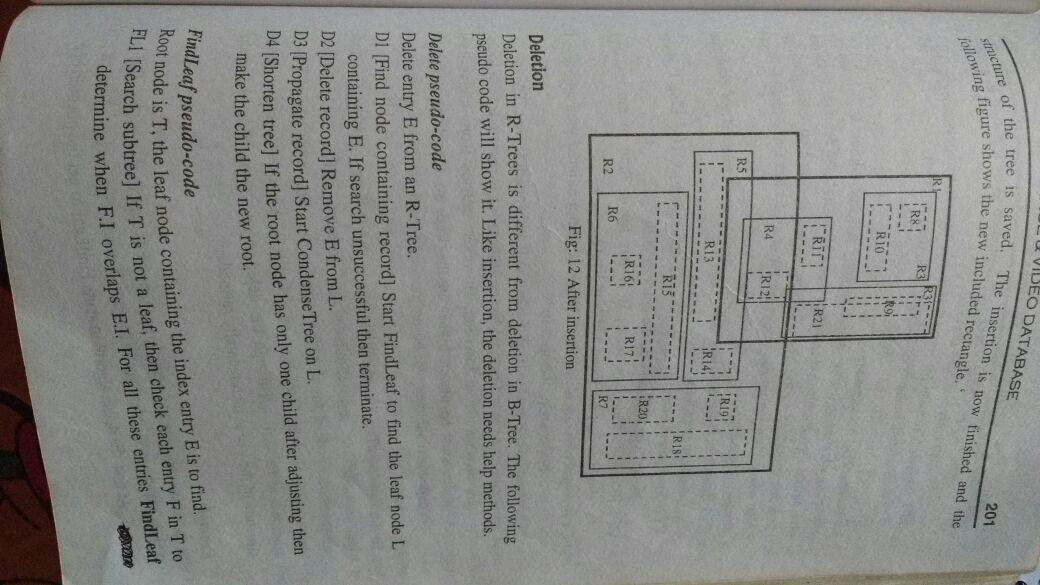 & VIDEO DATABASE
201
structure of the tree is saved. The insertion is now finished and the
following figure shows the new included rectangle.
R1
R8
R10
R3
R3'
R9
R11
R21
R4
R12
R5
R13
R14
R2
R6
R15
R16
R17
R19
R18
R20
R7
Fig: 12 After insertion
Deletion
Deletion in R-Trees is different from deletion in B-Tree. The following
pseudo code will show it. Like insertion, the deletion needs help methods.
Delete pseudo-code
Delete entry E from an R-Tree.
D1 [Find node containing record] Start FindLeaf to find the leaf node L
containing E. If search unsuccessful then terminate.
D2 [Delete record] Remove E from L.
D3 [Propagate record] Start CondenseTree on L.
D4 [Shorten tree] If the root node has only one child after adjusting then
make the child the new root.
FindLeaf pseudo-code
Root node is T, the leaf node containing the index entry E is to find.
FL1 [Search subtree] If T is not a leaf, then check each entry F in T to
determine when F.I overlaps E.I. For all these entries FindLeaf